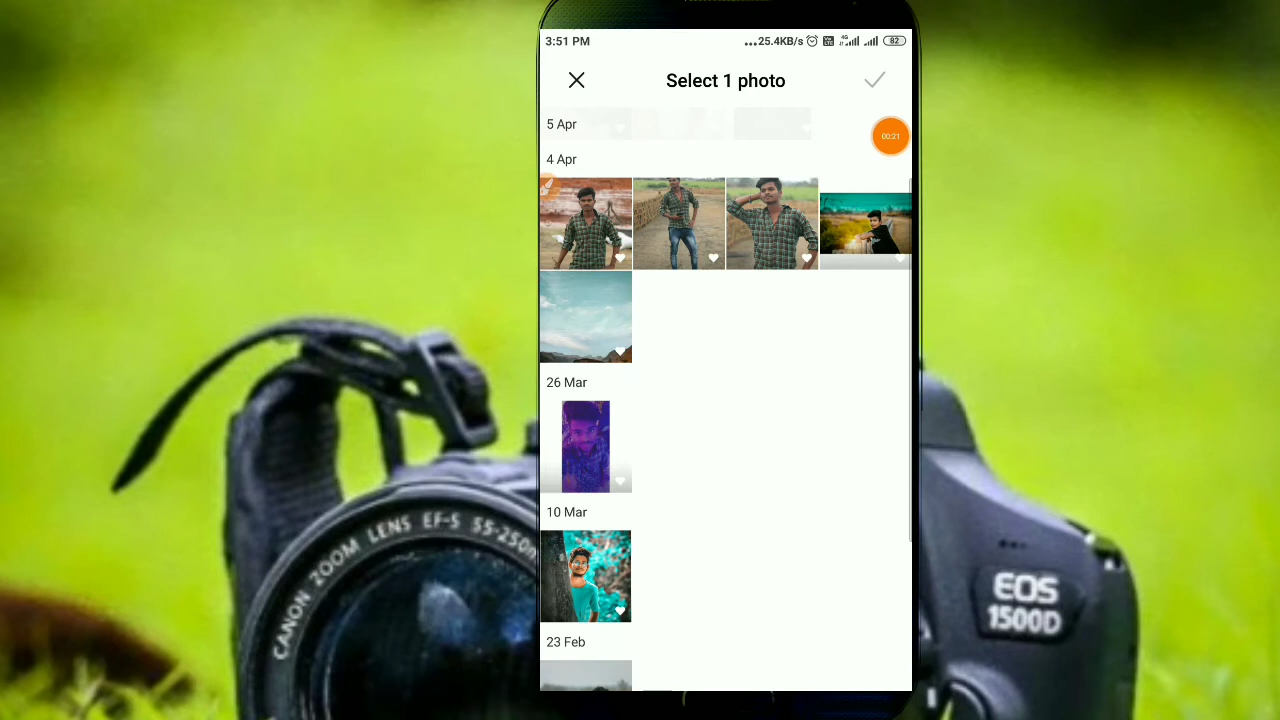 3:51 PM
...25.4KB/s 4G 82
Select 1 photo
5 Apr
00:21
4 Apr
26 Mar
10 Mar
23 Feb
CANON ZOOM LENS EF-S 55-250m
EOS
1500D